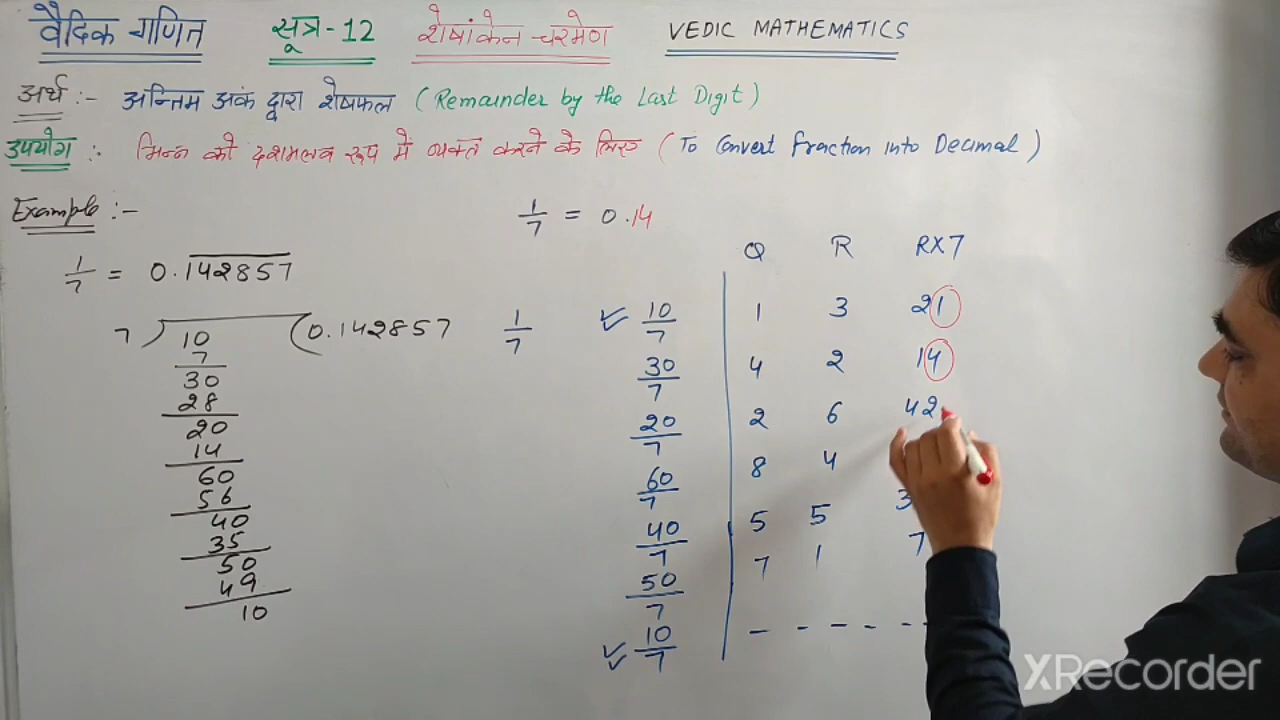 वैदिक गणित सूत्र-12 शेषांकेन चरमेण VEDIC MATHEMATICS
अर्थ :- अन्तिम अकं द्वारा शेषफल (Remainder by the Last Digit)
उपयोग :- भिन्न को दशमलव रूप में व्यक्त करने के लिए (To Convert fraction into Decimal)
Example :-
1/7 = 0.14
1/7 = 0.142857
7 ) 10 ( 0.142857
7
30
28
20
14
60
56
40
35
50
49
10
1/7
Q R RX7
10/7 1 3 21
30/7 4 2 14
20/7 2 6 42
60/7 8 4
40/7 5 5 3
50/7 7 1 7
10/7 - - - - -
XRecorder